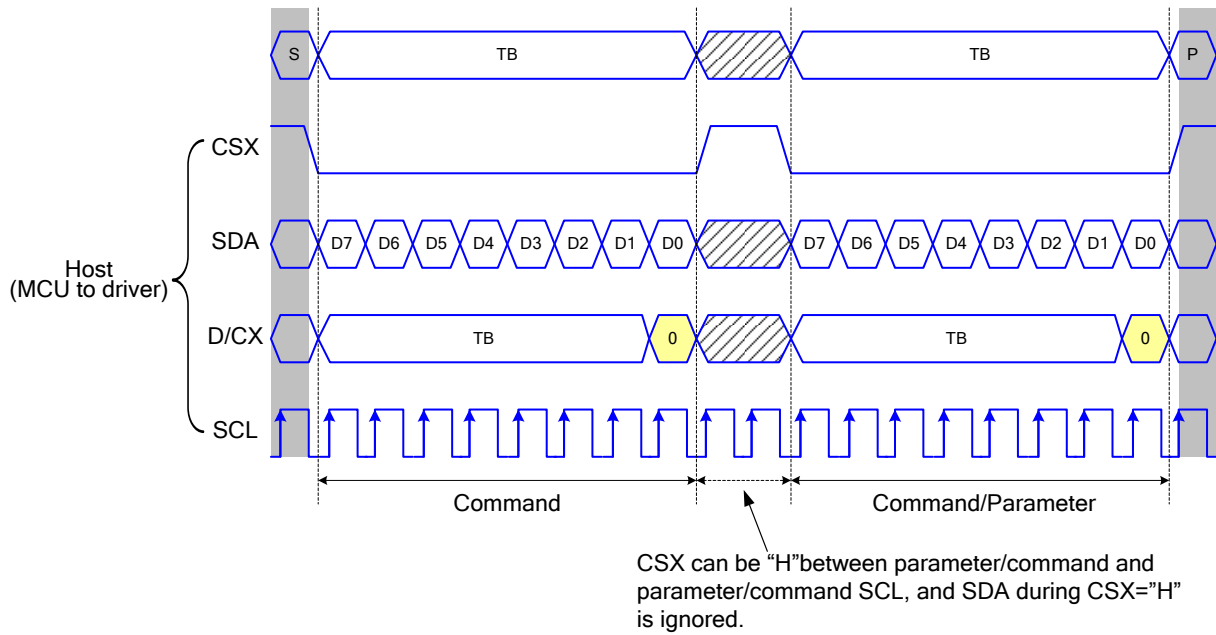 S TB TB P
CSX
SDA D7 D6 D5 D4 D3 D2 D1 D0 D7 D6 D5 D4 D3 D2 D1 D0
Host
(MCU to driver)
D/CX TB 0 TB 0
SCL
Command Command/Parameter
CSX can be “H”between parameter/command and
parameter/command SCL, and SDA during CSX=”H”
is ignored.